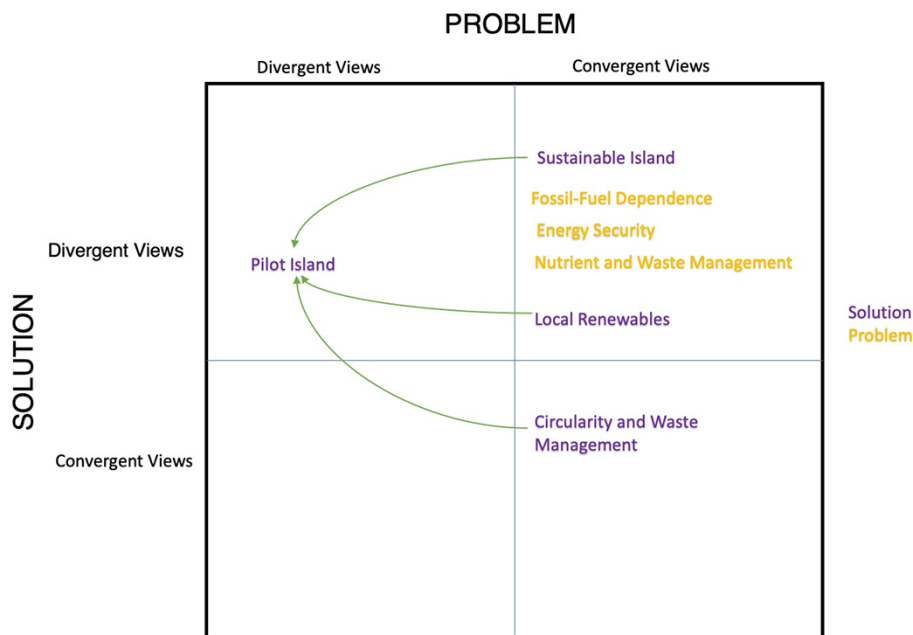 PROBLEM
Divergent Views
Convergent Views
Sustainable Island
Fossil-Fuel Dependence
Energy Security
Nutrient and Waste Management
Divergent Views
Pilot Island
Local Renewables
SOLUTION
Solution
Problem
Circularity and Waste
Management
Convergent Views